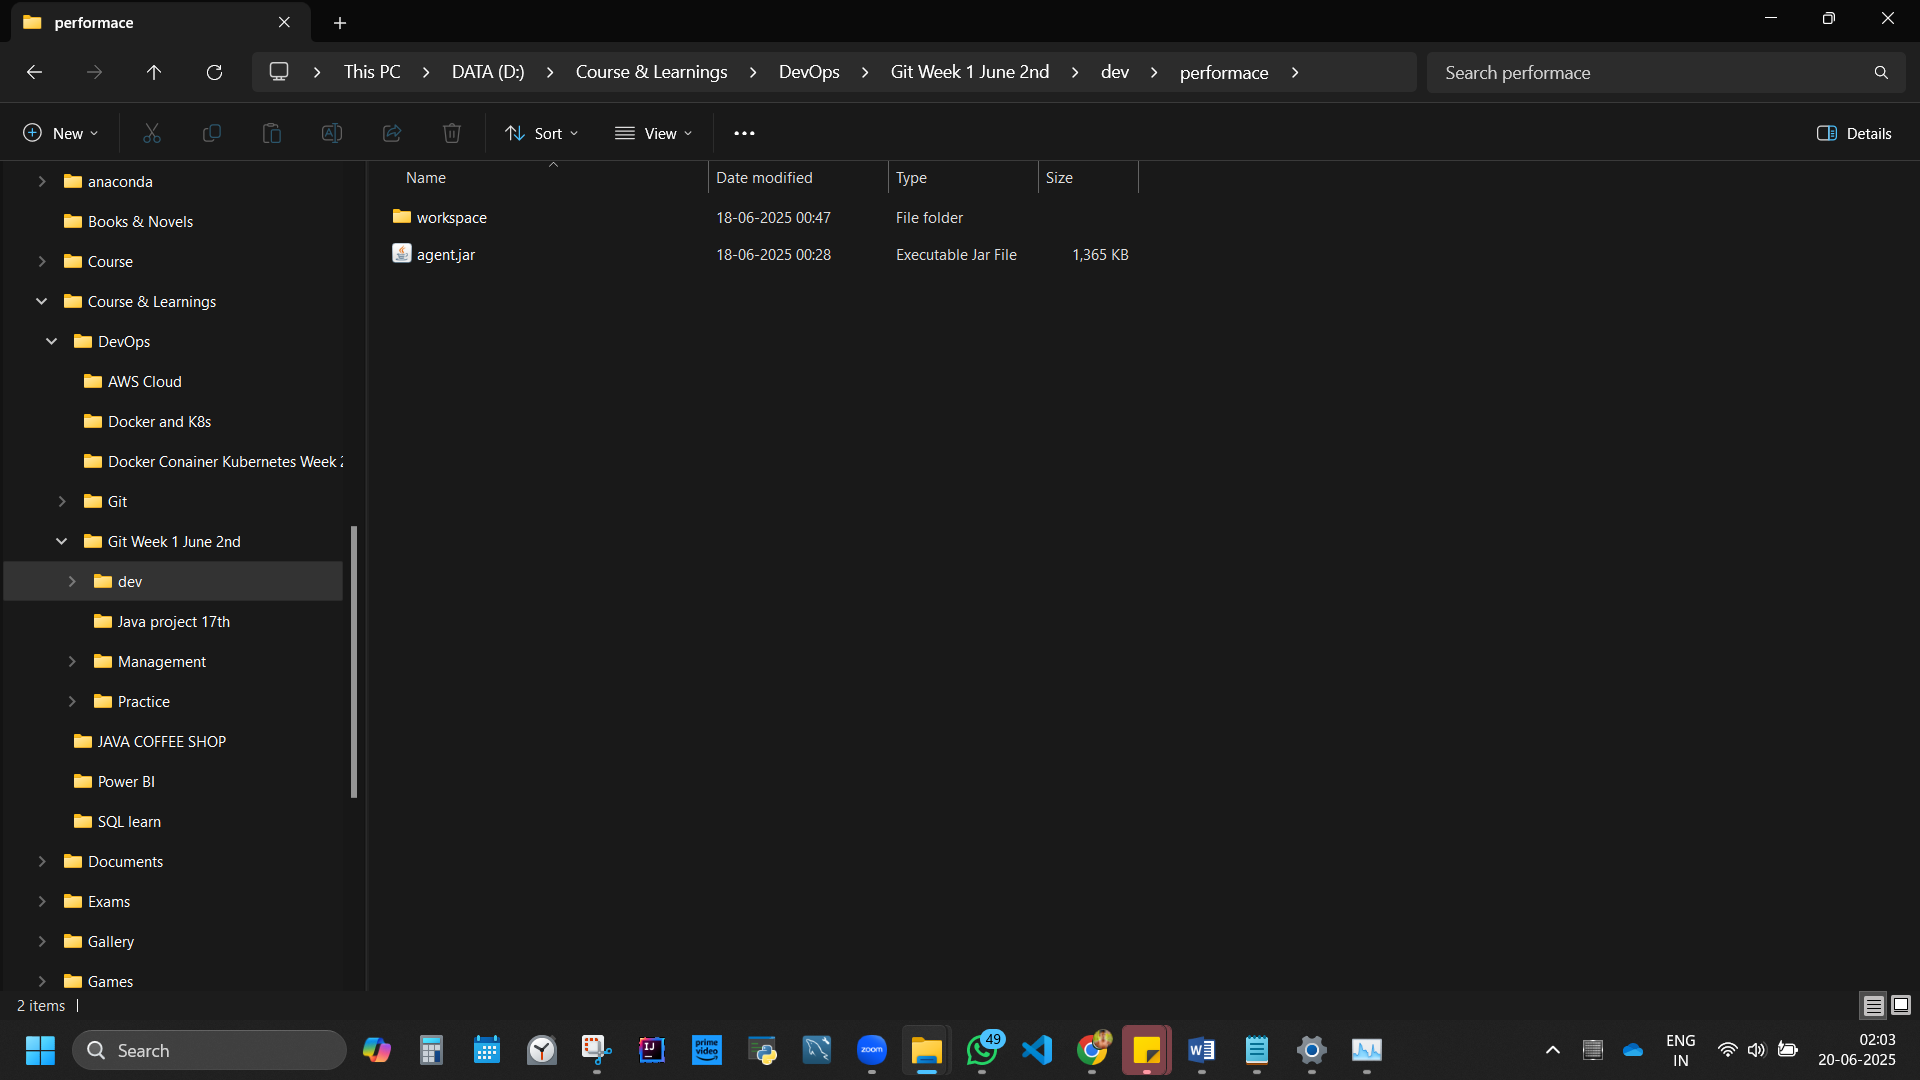 performace
This PC > DATA (D:) > Course & Learnings > DevOps > Git Week 1 June 2nd > dev > performace >
Search performace
New
Sort
View
Details
Name
Date modified
Type
Size
workspace 18-06-2025 00:47 File folder
agent.jar 18-06-2025 00:28 Executable Jar File 1,365 KB
anaconda
Books & Novels
Course
Course & Learnings
DevOps
AWS Cloud
Docker and K8s
Docker Conainer Kubernetes Week
Git
Git Week 1 June 2nd
dev
Java project 17th
Management
Practice
JAVA COFFEE SHOP
Power BI
SQL learn
Documents
Exams
Gallery
Games
2 items
Search
IJ
prime
video
zoom
49
W
ENG
IN
02:03
20-06-2025